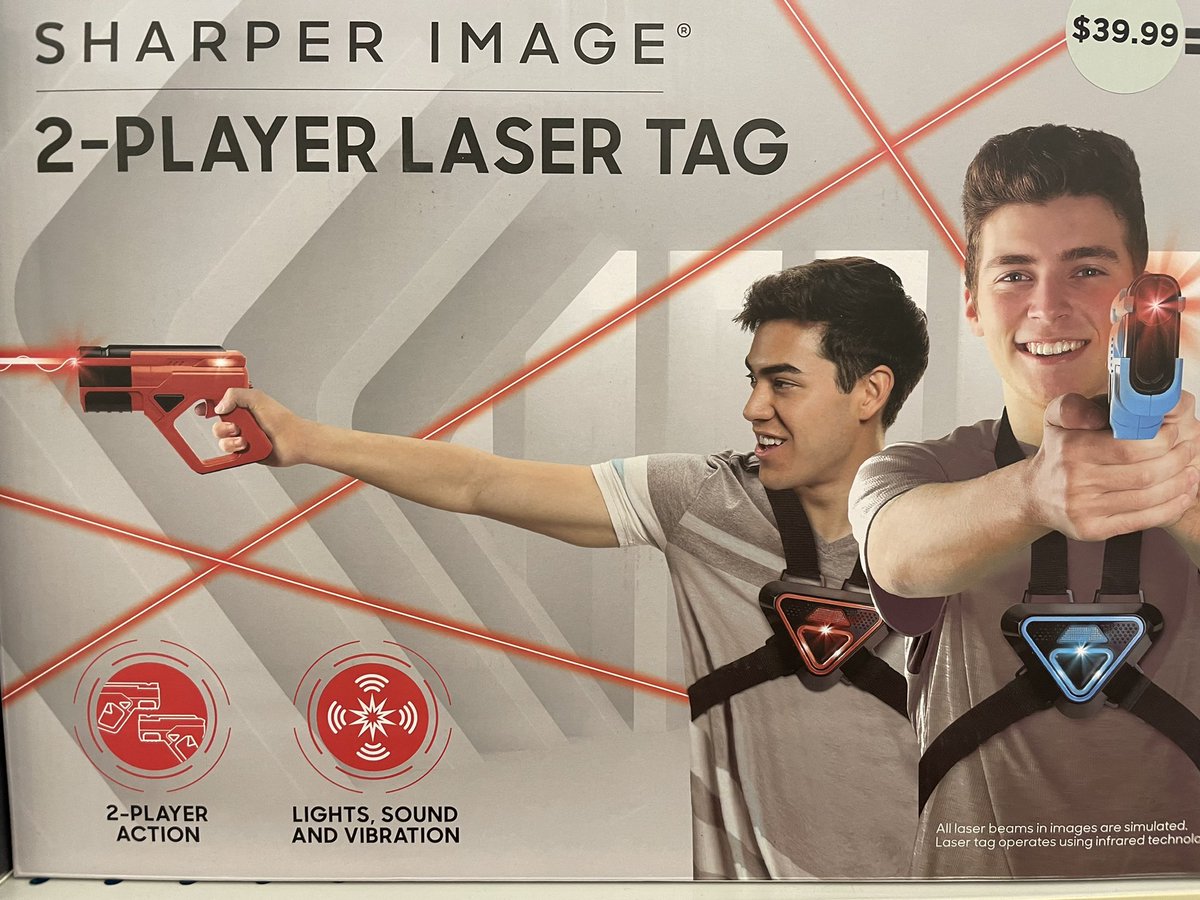 SHARPER IMAGE®
$39.99
2-PLAYER LASER TAG
2-PLAYER
ACTION
LIGHTS, SOUND
AND VIBRATION
All laser beams in images are simulated.
Laser tag operates using infrared technolo